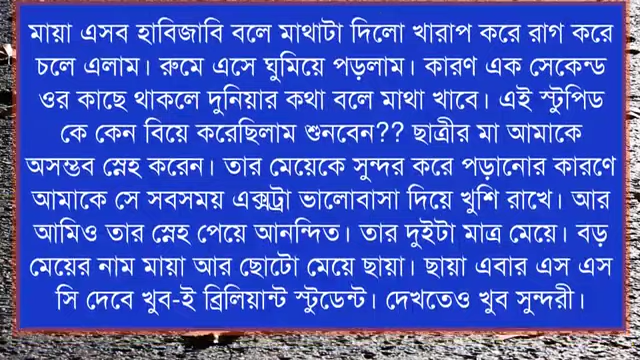 মায়া এসব হাবিজাবি বলে মাথাটা দিলো খারাপ করে রাগ করে
চলে এলাম। রুমে এসে ঘুমিয়ে পড়লাম। কারণ এক সেকেন্ড
ওর কাছে থাকলে দুনিয়ার কথা বলে মাথা খাবে। এই স্টুপিড
কে কেন বিয়ে করেছিলাম শুনবেন?? ছাত্রীর মা আমাকে
অসম্ভব স্নেহ করেন। তার মেয়েকে সুন্দর করে পড়ানোর কারণে
আমাকে সে সবসময় এক্সট্রা ভালোবাসা দিয়ে খুশি রাখে। আর
আমিও তার স্নেহ পেয়ে আনন্দিত। তার দুইটা মাত্র মেয়ে। বড়
মেয়ের নাম মায়া আর ছোটো মেয়ে ছায়া। ছায়া এবার এস এস
সি দেবে খুব-ই ব্রিলিয়ান্ট স্টুডেন্ট। দেখতেও খুব সুন্দরী।